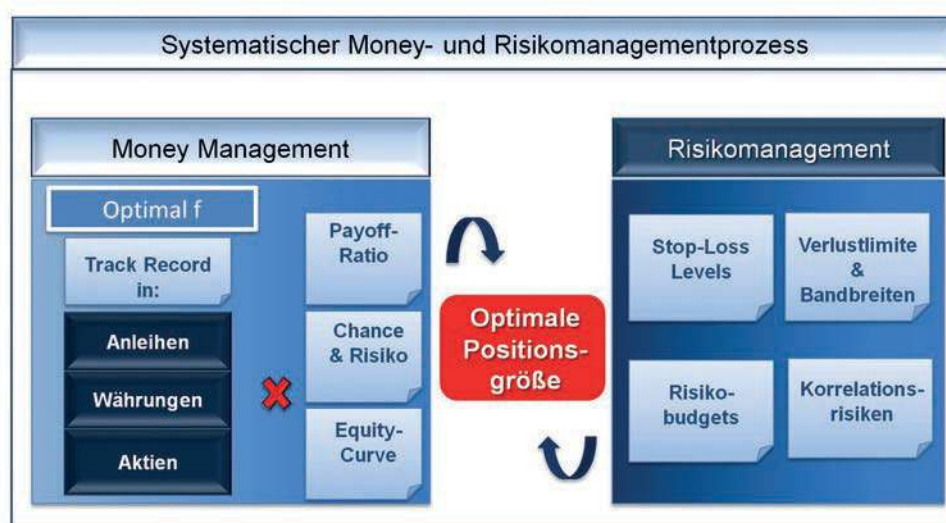 Systematischer Money- und Risikomanagementprozess
Money Management
Optimal f
Track Record
in:
Anleihen
Währungen
Aktien
Payoff-
Ratio
Chance
& Risiko
Equity-
Curve
Optimale
Positions-
größe
Risikomanagement
Stop-Loss
Levels
Verlustlimite
&
Bandbreiten
Risiko-
budgets
Korrelations-
risiken